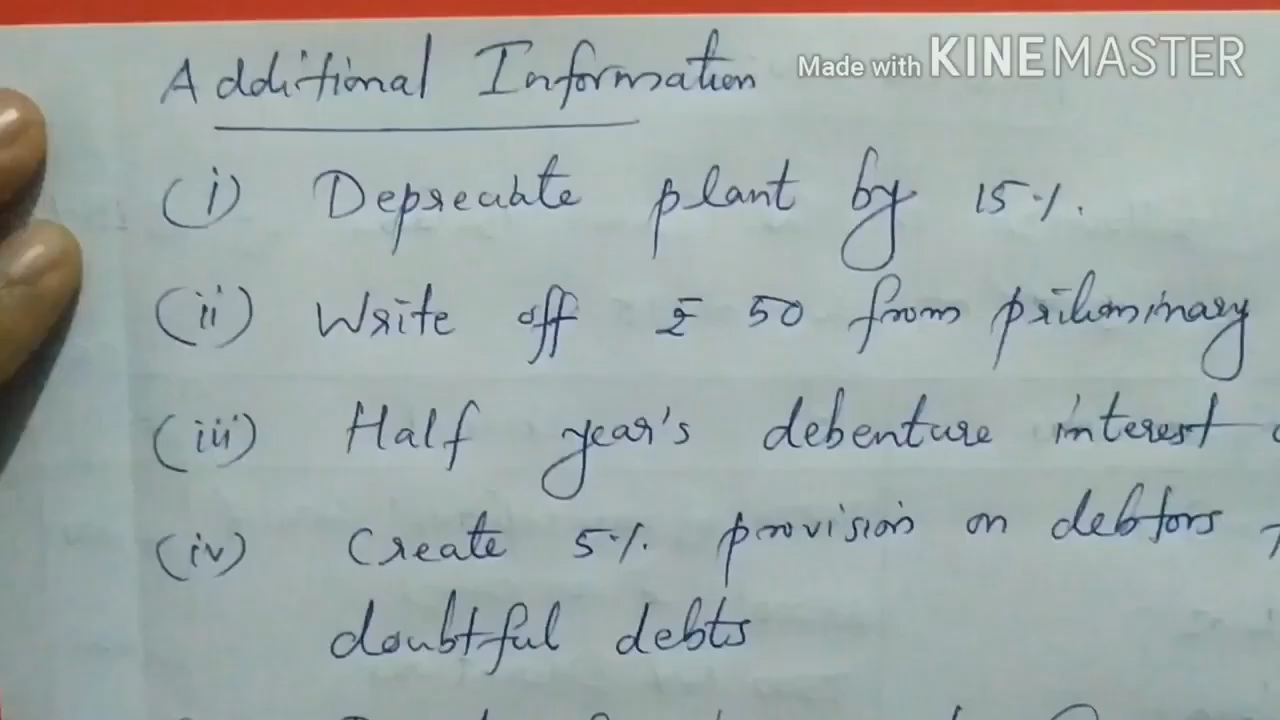 Made with KINEMASTER
Additional Information
(i) Depreciate plant by 15%.
(ii) Write off ₹ 50 from priliminary
(iii) Half year's debenture interest
(iv) Create 5% provision on debtors
doubtful debts